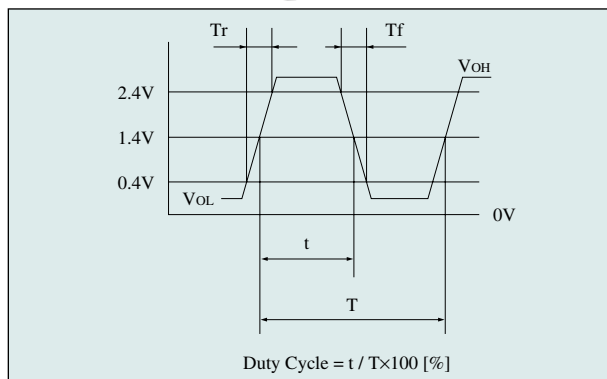 Tr Tf
VOH
2.4V
1.4V
0.4V
VOL
0V
t
T
Duty Cycle = t / T×100 [%]